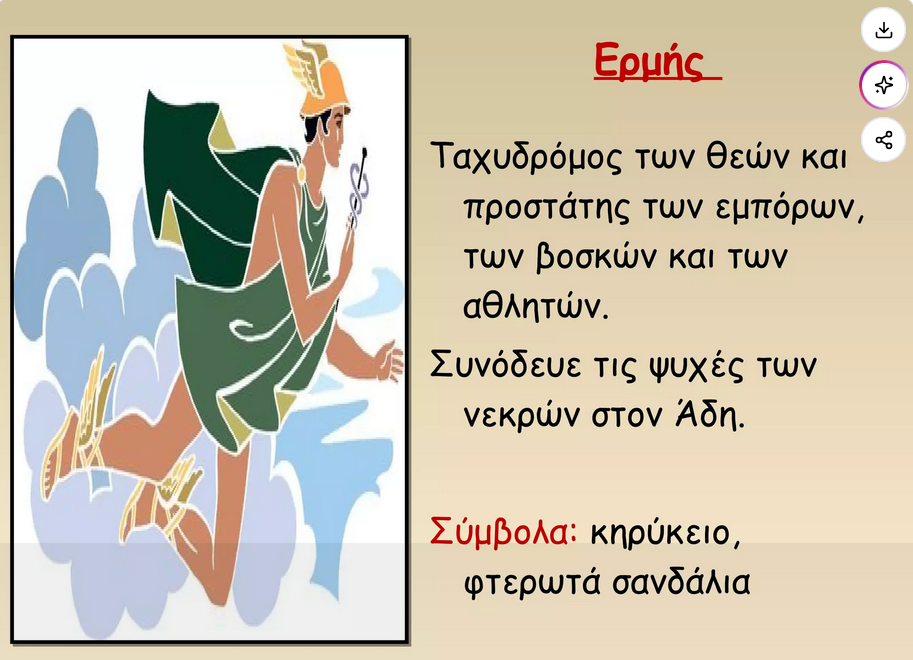 Ερμής
Ταχυδρόμος των θεών και
προστάτης των εμπόρων,
των βοσκών και των
αθλητών.
Συνόδευε τις ψυχές των
νεκρών στον Άδη.
Σύμβολα: κηρύκειο,
φτερωτά σανδάλια